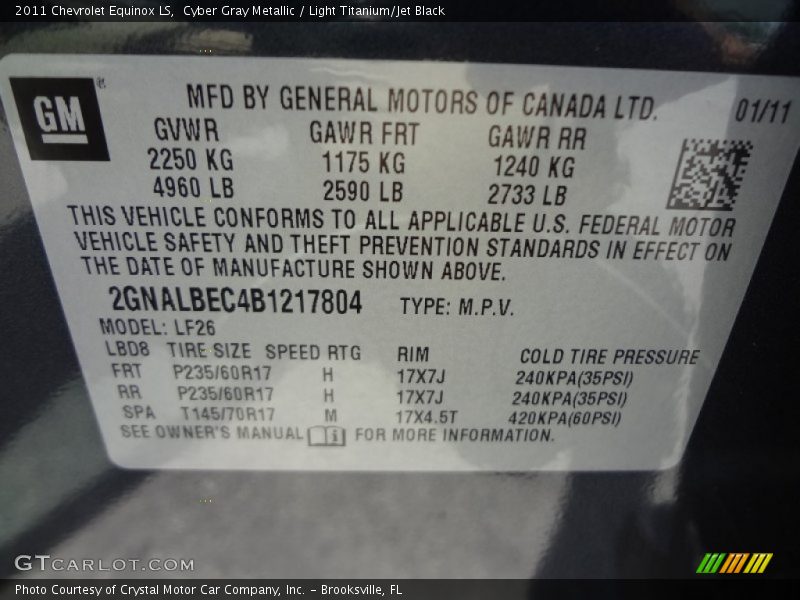 2011 Chevrolet Equinox LS,  Cyber Gray Metallic / Light Titanium/Jet Black
GM
MFD BY GENERAL MOTORS OF CANADA LTD. 01/11
GVWR GAWR FRT GAWR RR
2250 KG 1175 KG 1240 KG
4960 LB 2590 LB 2733 LB
THIS VEHICLE CONFORMS TO ALL APPLICABLE U.S. FEDERAL MOTOR
VEHICLE SAFETY AND THEFT PREVENTION STANDARDS IN EFFECT ON
THE DATE OF MANUFACTURE SHOWN ABOVE.
2GNALBEC4B1217804 TYPE: M.P.V.
MODEL: LF26
LBD8 TIRE SIZE SPEED RTG RIM COLD TIRE PRESSURE
FRT P235/60R17 H 17X7J 240KPA(35PSI)
RR P235/60R17 H 17X7J 240KPA(35PSI)
SPA T145/70R17 M 17X4.5T 420KPA(60PSI)
SEE OWNER'S MANUAL FOR MORE INFORMATION.
GTCARLOT.COM
Photo Courtesy of Crystal Motor Car Company, Inc. – Brooksville, FL